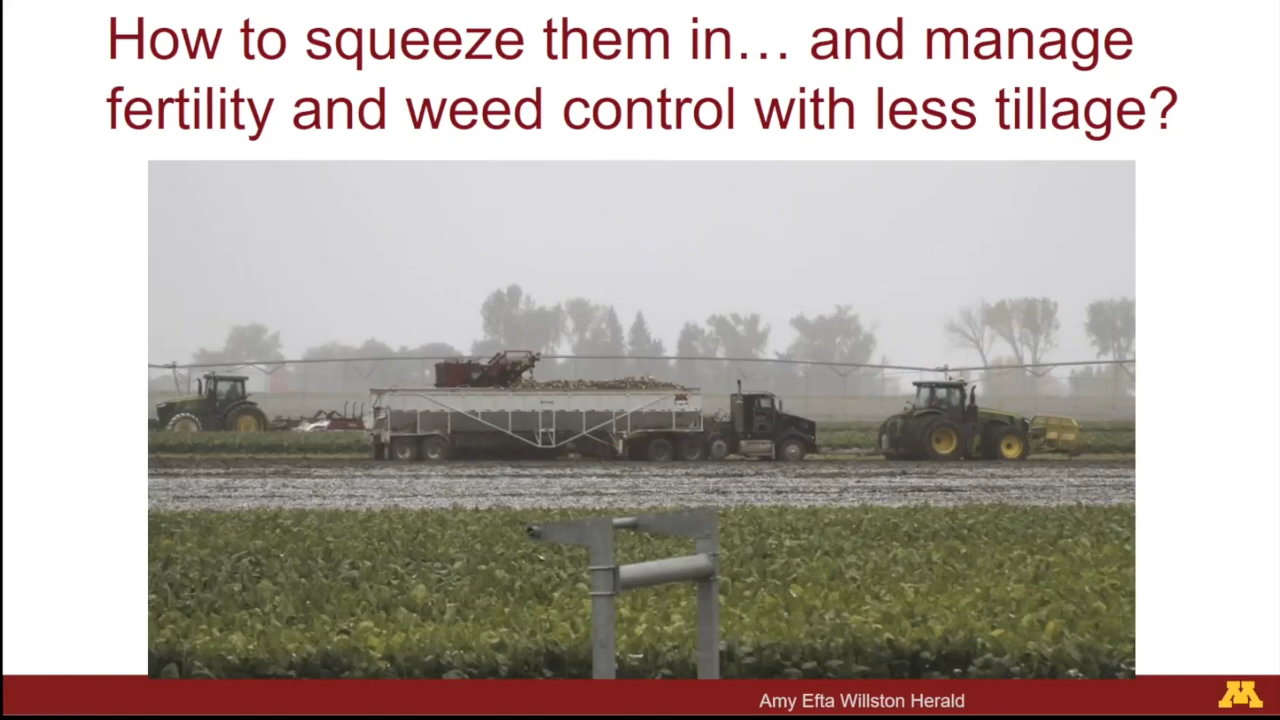 How to squeeze them in… and manage
fertility and weed control with less tillage?
Amy Efta Willston Herald
M